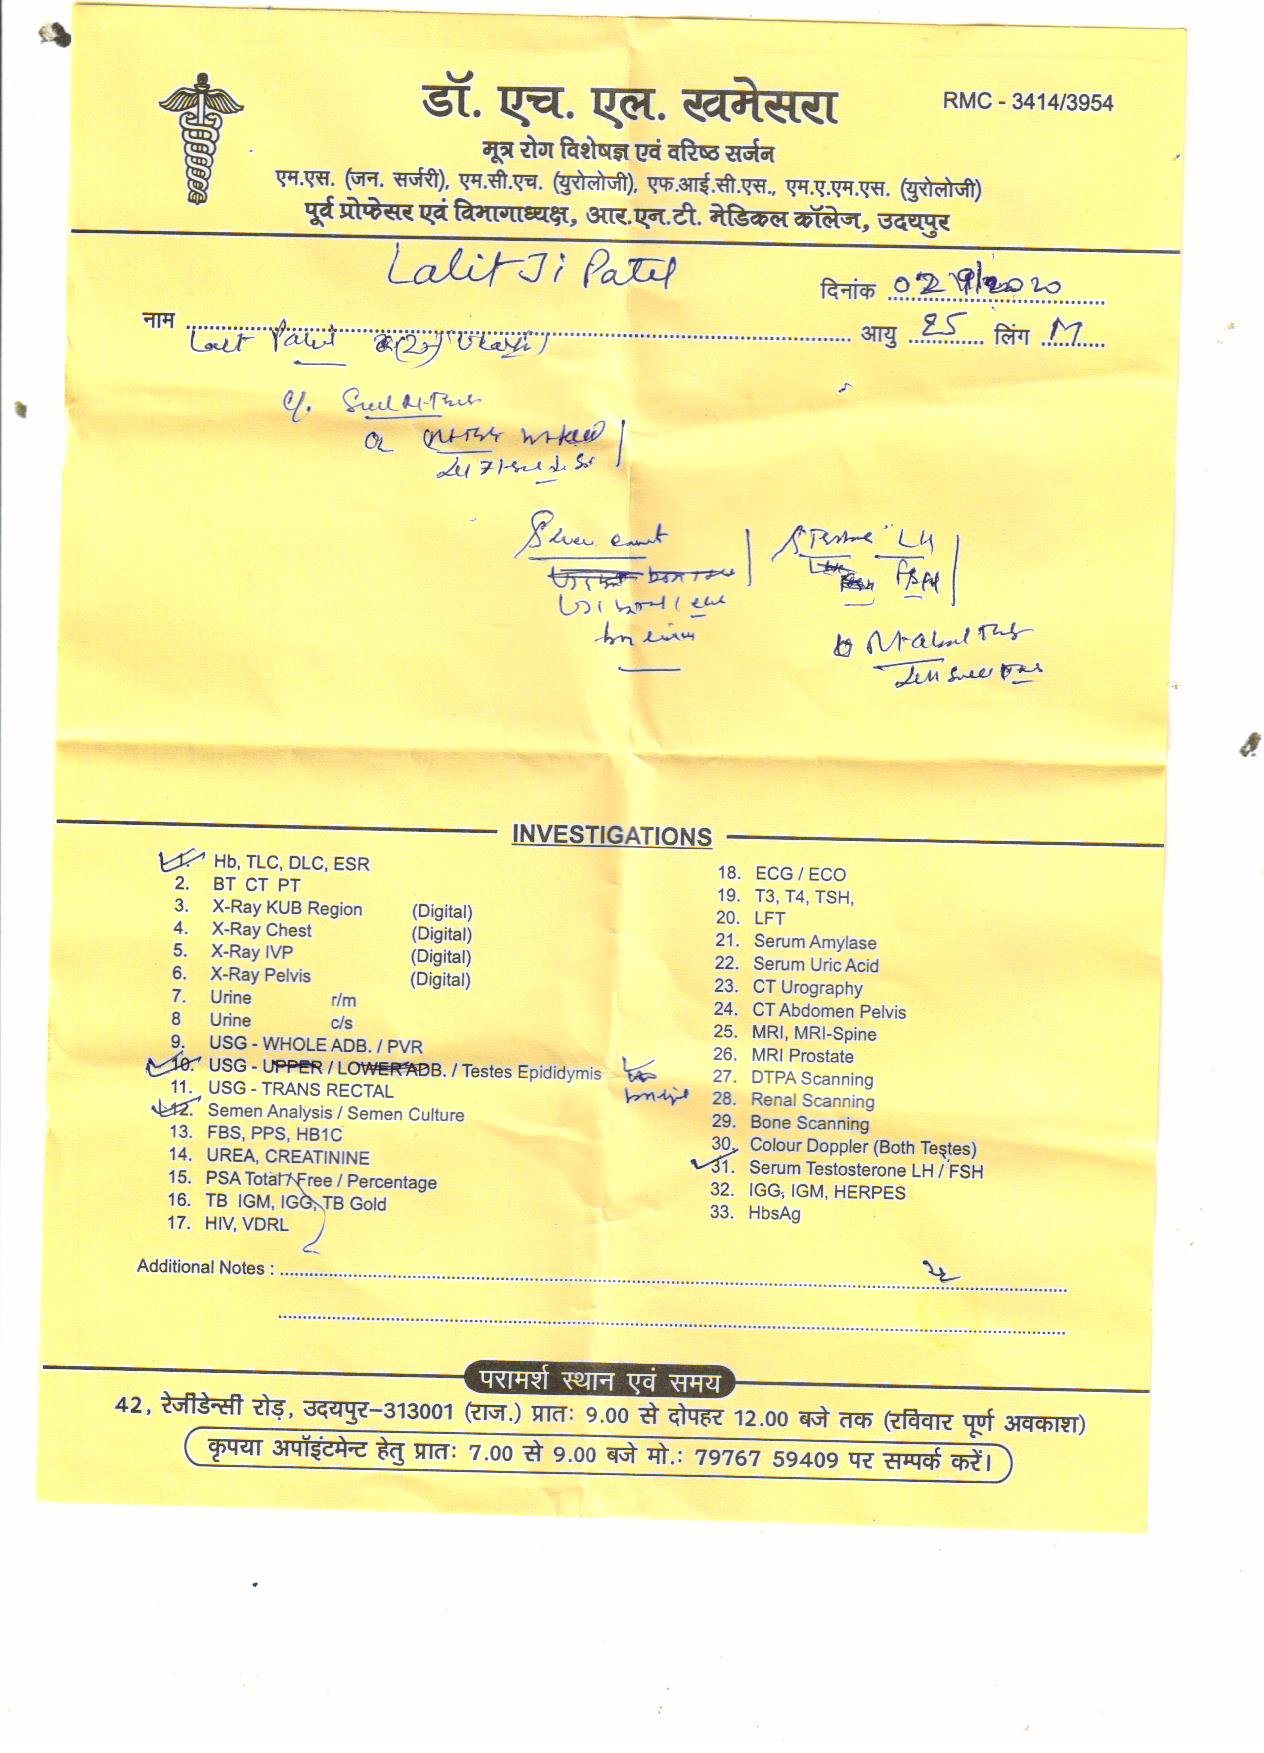 डॉ. एच. एल. खमेसरा
RMC - 3414/3954
मूत्र रोग विशेषज्ञ एवं वरिष्ठ सर्जन
एम.एस. (जन. सर्जरी), एम.सी.एच. (युरोलोजी), एफ.आई.सी.एस., एम.ए.एम.एस. (युरोलोजी)
पूर्व प्रोफेसर एवं विभागाध्यक्ष, आर.एन.टी. मेडिकल कॉलेज, उदयपुर
Lalit Ji Patel
दिनांक 02 9/2020
नाम
आयु 25 लिंग M
Lalit Patel
LH
FSH
INVESTIGATIONS
1. Hb, TLC, DLC, ESR
2. BT CT PT
3. X-Ray KUB Region (Digital)
4. X-Ray Chest (Digital)
5. X-Ray IVP (Digital)
6. X-Ray Pelvis (Digital)
7. Urine r/m
8 Urine c/s
9. USG - WHOLE ADB. / PVR
10. USG - UPPER / LOWER ADB. / Testes Epididymis
11. USG - TRANS RECTAL
12. Semen Analysis / Semen Culture
13. FBS, PPS, HB1C
14. UREA, CREATININE
15. PSA Total / Free / Percentage
16. TB IGM, IGG, TB Gold
17. HIV, VDRL
18. ECG / ECO
19. T3, T4, TSH,
20. LFT
21. Serum Amylase
22. Serum Uric Acid
23. CT Urography
24. CT Abdomen Pelvis
25. MRI, MRI-Spine
26. MRI Prostate
27. DTPA Scanning
28. Renal Scanning
29. Bone Scanning
30. Colour Doppler (Both Testes)
31. Serum Testosterone LH / FSH
32. IGG, IGM, HERPES
33. HbsAg
Additional Notes :
परामर्श स्थान एवं समय
42, रेजीडेन्सी रोड़, उदयपुर-313001 (राज.) प्रातः 9.00 से दोपहर 12.00 बजे तक (रविवार पूर्ण अवकाश)
कृपया अपॉइंटमेन्ट हेतु प्रातः 7.00 से 9.00 बजे मो.: 79767 59409 पर सम्पर्क करें।